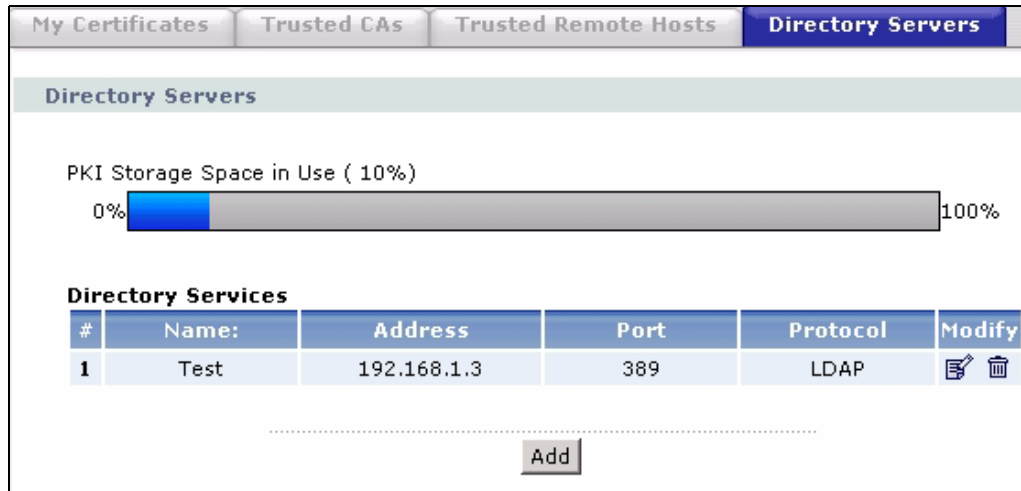 My Certificates Trusted CAs Trusted Remote Hosts Directory Servers
Directory Servers
PKI Storage Space in Use ( 10%)
0% 100%
Directory Services
# Name: Address Port Protocol Modify
1 Test 192.168.1.3 389 LDAP
Add